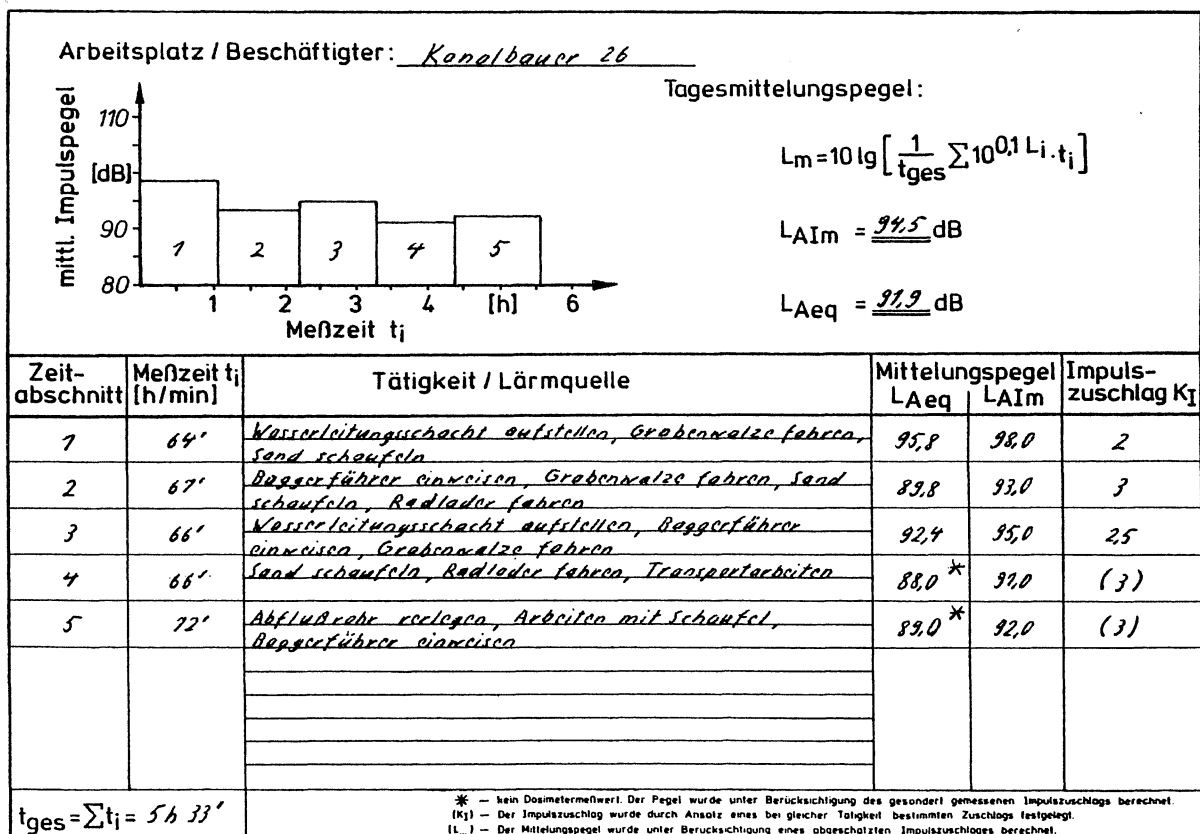 Arbeitsplatz / Beschäftigter: Kanalbauer 26
mittl. Impulspegel [dB]
110
90
80
1 2 3 4 5
1 2 3 4 [h] 6
Meßzeit ti
Tagesmittelungspegel:
Lm = 10 lg [ 1/tges ∑ 10^0,1 Li · ti ]
LAIm = 94,5 dB
LAeq = 91,9 dB
Zeit-abschnitt | Meßzeit ti [h/min] | Tätigkeit / Lärmquelle | Mittelungspegel LAeq | LAIm | Impuls-zuschlag KI
1 64' Wasserleitungsschacht aufstellen, Grabenwalze fahren, 95,8 98,0 2
Sand schaufeln
2 67' Baggerführer einweisen, Grabenwalze fahren, Sand 89,8 93,0 3
schaufeln, Radlader fahren
3 66' Wasserleitungsschacht aufstellen, Baggerführer 92,4 95,0 2,5
einweisen, Grabenwalze fahren
4 66' Sand schaufeln, Radlader fahren, Transportarbeiten 88,0* 91,0 (3)
5 72' Abflußrohr verlegen, Arbeiten mit Schaufel, 89,0* 92,0 (3)
Baggerführer einweisen
tges = ∑ti = 5 h 33'
* – kein Dosimetermeßwert. Der Pegel wurde unter Berücksichtigung des gesondert gemessenen Impulszuschlags berechnet.
(KI) – Der Impulszuschlag wurde durch Ansatz eines bei gleicher Tätigkeit bestimmten Zuschlags festgelegt.
(L...) – Der Mittelungspegel wurde unter Berücksichtigung eines abgeschätzten Impulszuschlages berechnet.